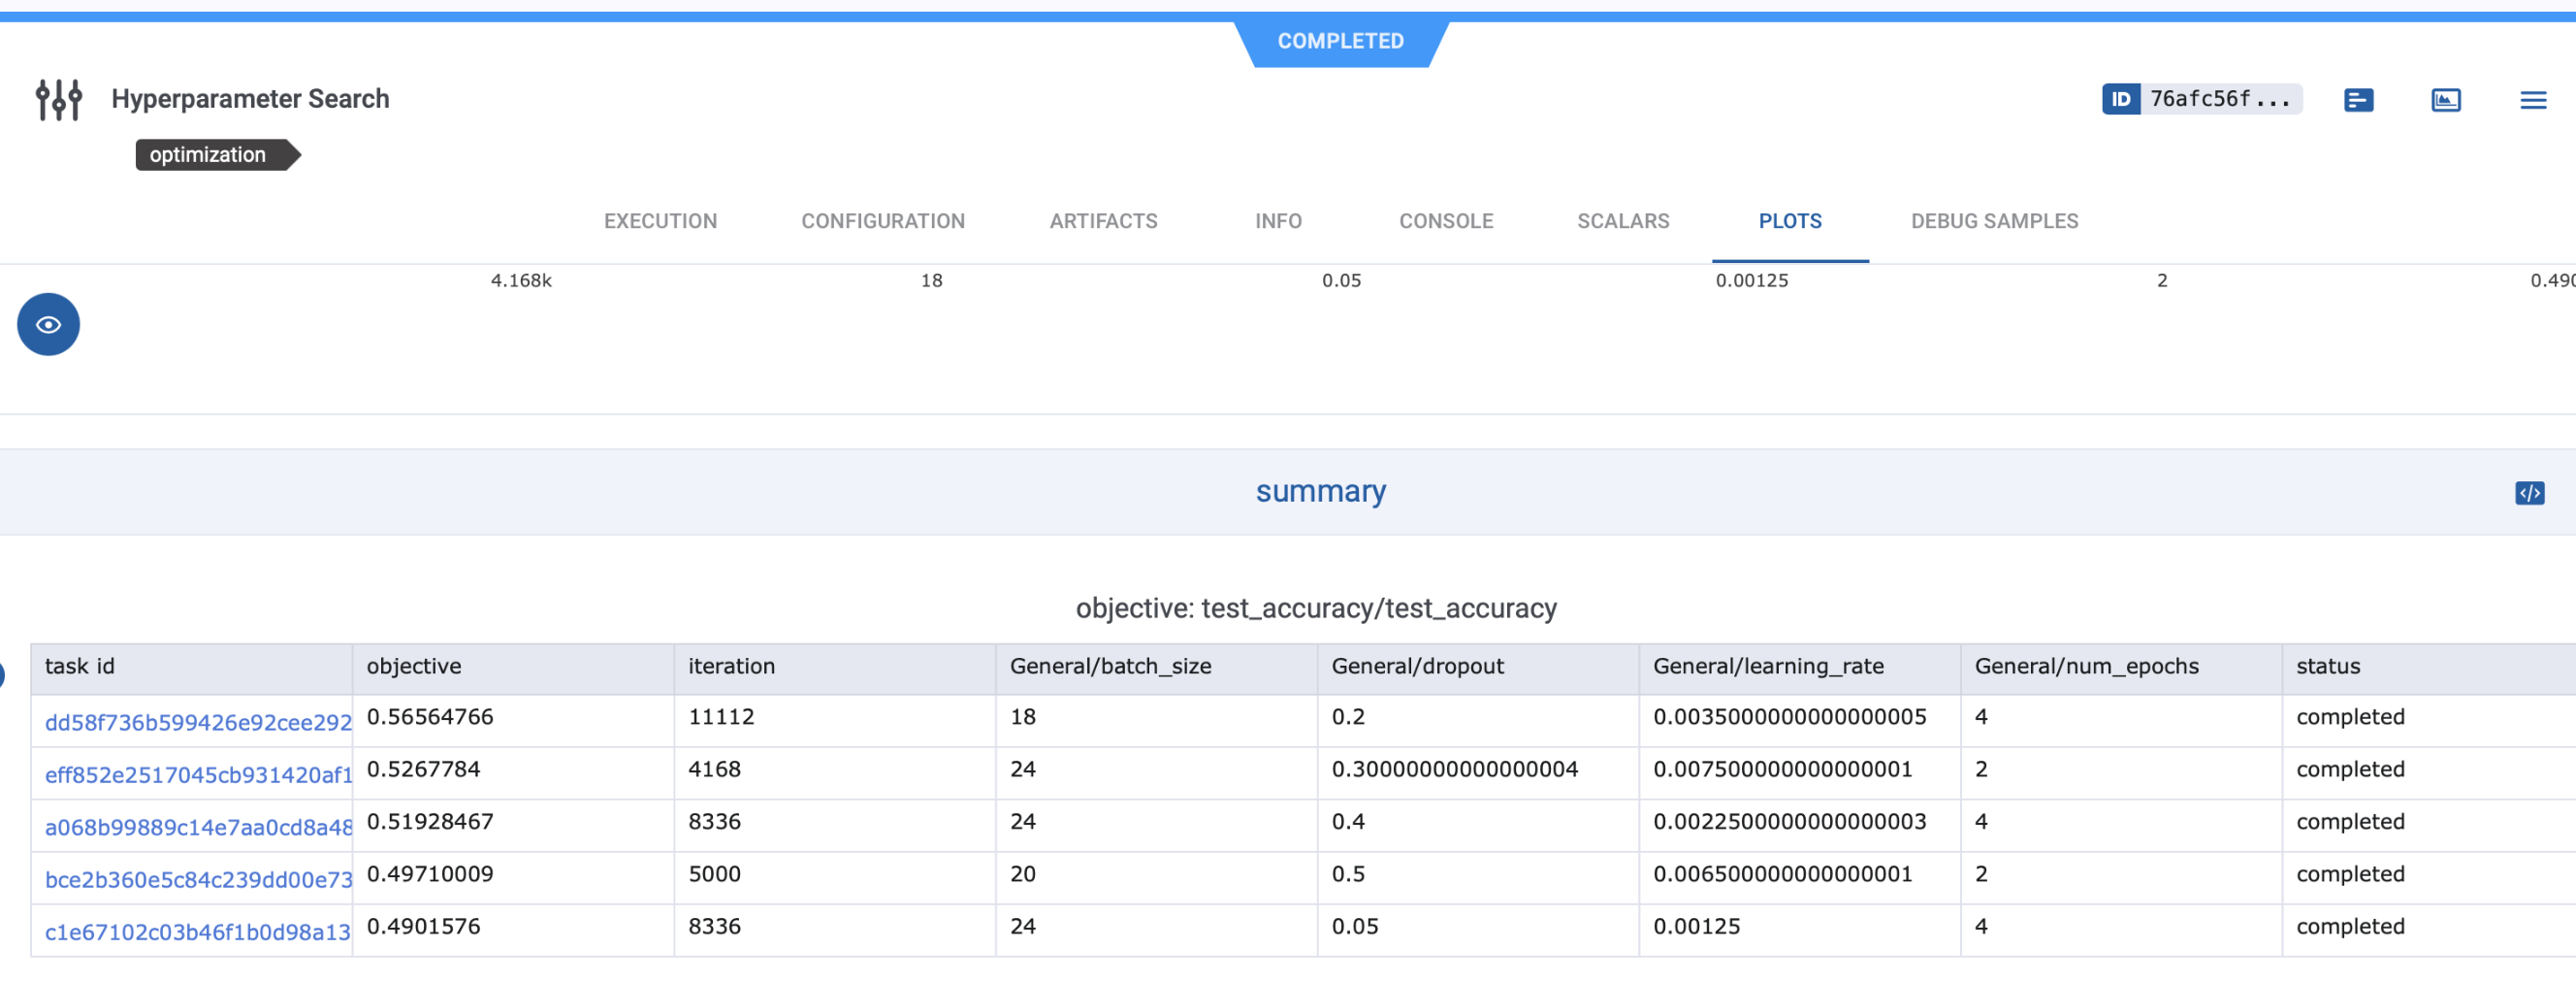 COMPLETED
Hyperparameter Search
ID 76afc56f...
optimization
EXECUTION CONFIGURATION ARTIFACTS INFO CONSOLE SCALARS PLOTS DEBUG SAMPLES
4.168k 18 0.05 0.00125 2 0.490
summary
objective: test_accuracy/test_accuracy
task id objective iteration General/batch_size General/dropout General/learning_rate General/num_epochs status
dd58f736b599426e92cee292 0.56564766 11112 18 0.2 0.0035000000000000005 4 completed
eff852e2517045cb931420af1 0.5267784 4168 24 0.30000000000000004 0.007500000000000001 2 completed
a068b99889c14e7aa0cd8a48 0.51928467 8336 24 0.4 0.0022500000000000003 4 completed
bce2b360e5c84c239dd00e73 0.49710009 5000 20 0.5 0.006500000000000001 2 completed
c1e67102c03b46f1b0d98a13 0.4901576 8336 24 0.05 0.00125 4 completed